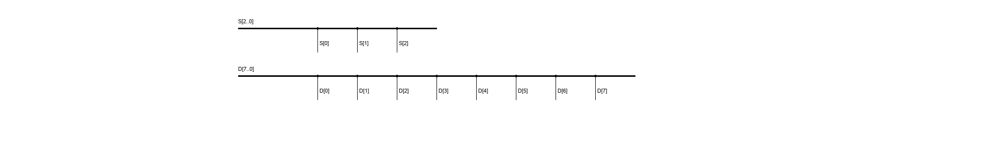 S[2..0]
S[0] S[1] S[2]
D[7..0]
D[0] D[1] D[2] D[3] D[4] D[5] D[6] D[7]